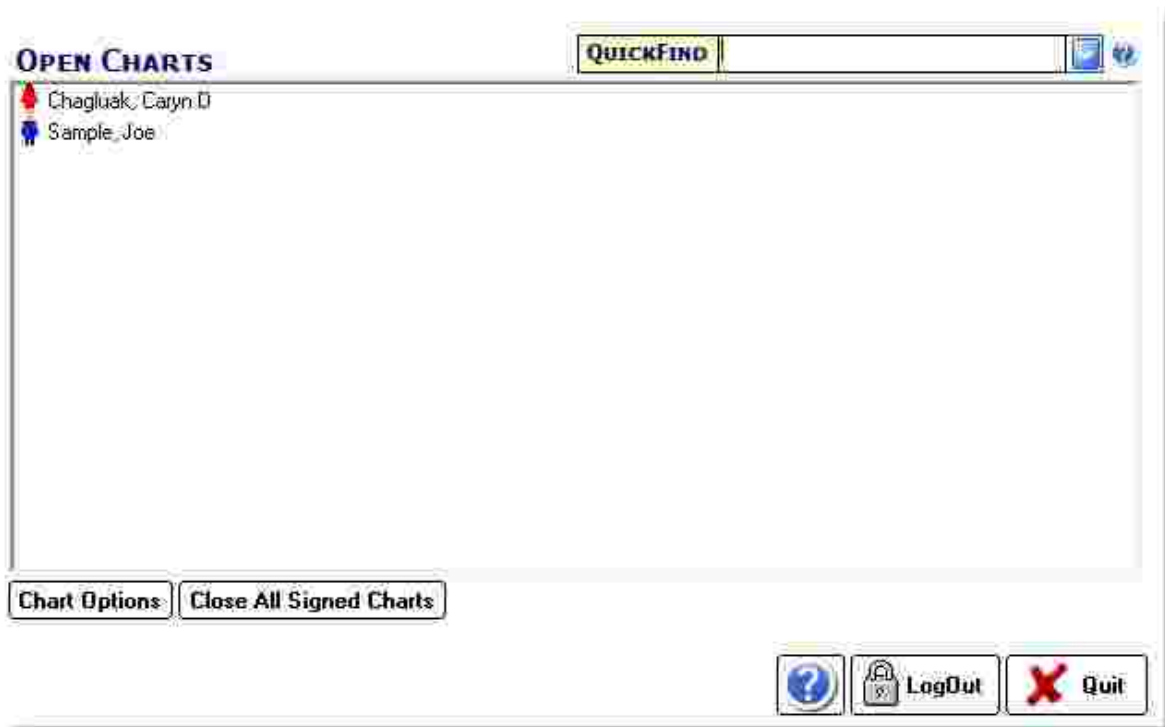 OPEN CHARTS
QUICKFIND
Chagluak, Caryn D
Sample, Joe
Chart Options
Close All Signed Charts
LogOut
Quit